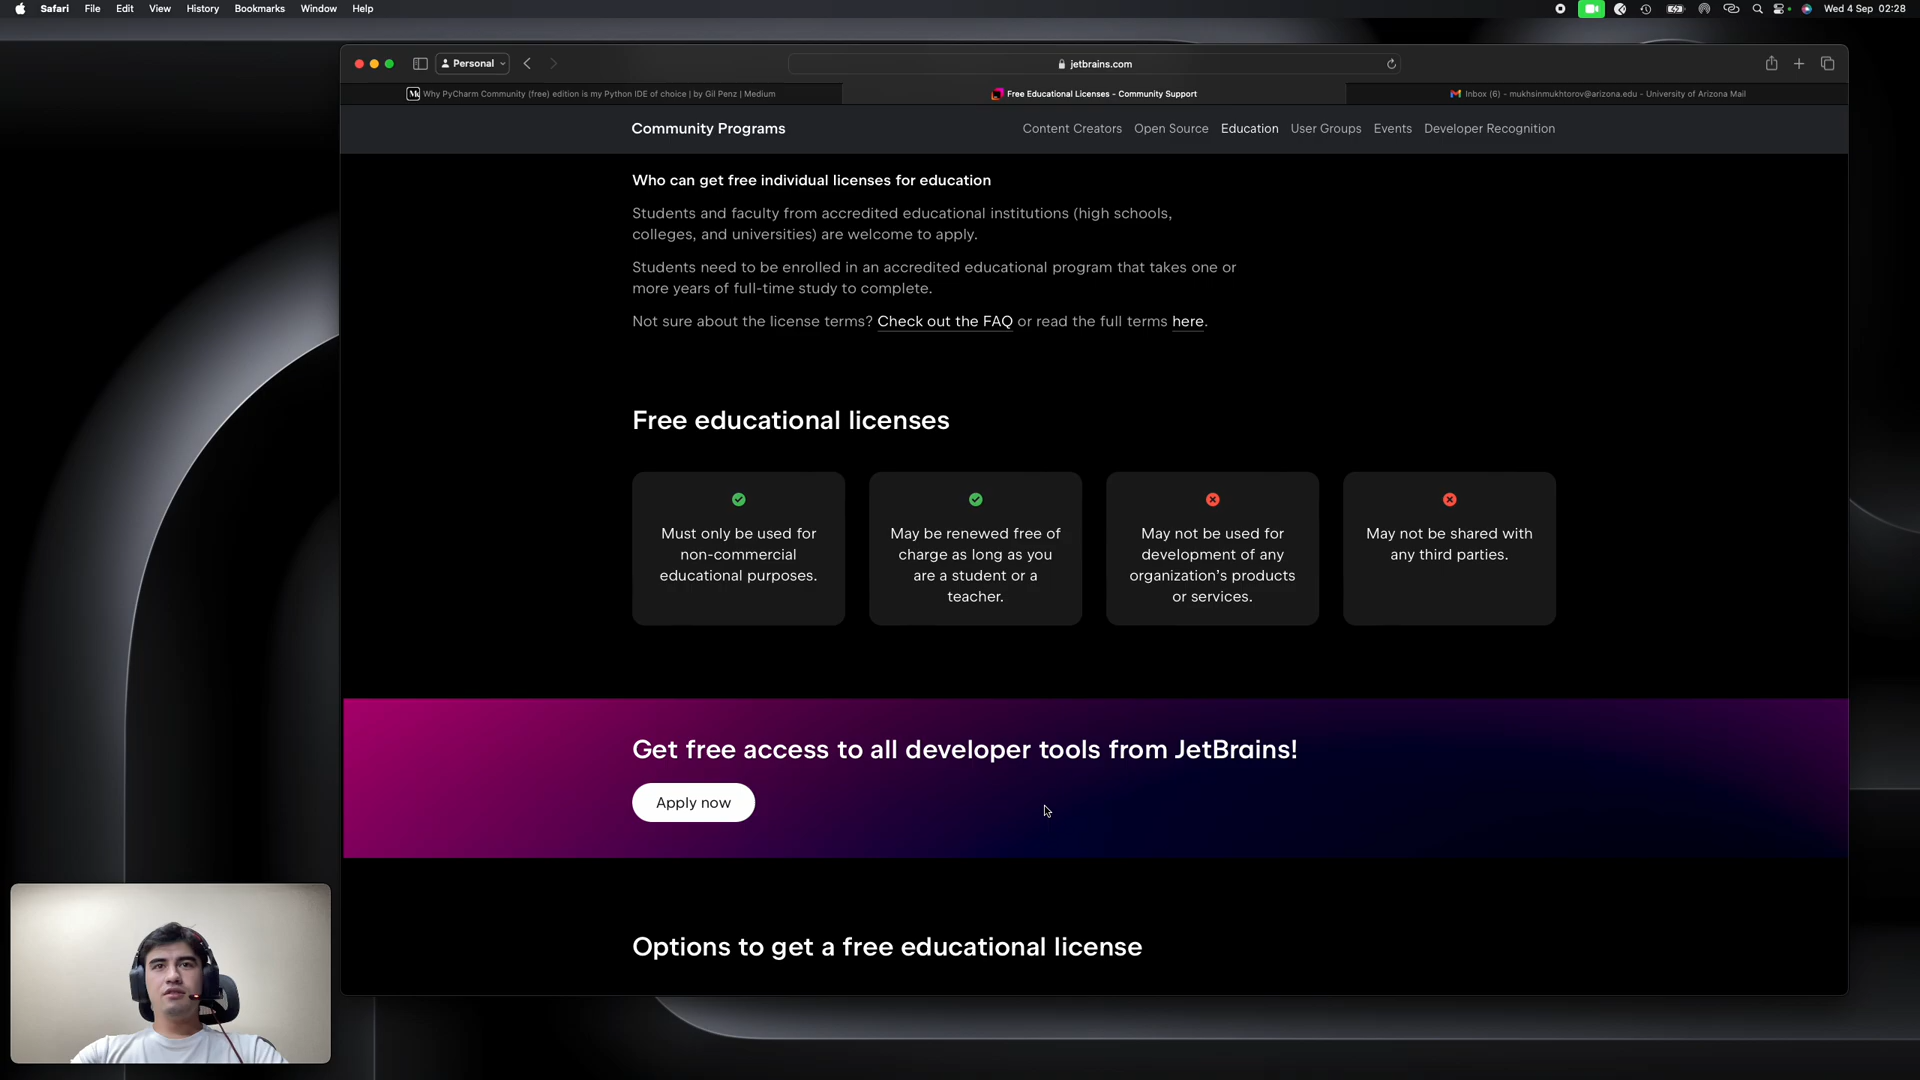 Safari File Edit View History Bookmarks Window Help
Wed 4 Sep 02:28
Personal
jetbrains.com
Why PyCharm Community (free) edition is my Python IDE of choice | by Gil Penz | Medium
Free Educational Licenses - Community Support
Inbox (6) - mukhsinmukhtorov@arizona.edu - University of Arizona Mail
Community Programs
Content Creators Open Source Education User Groups Events Developer Recognition
Who can get free individual licenses for education
Students and faculty from accredited educational institutions (high schools,
colleges, and universities) are welcome to apply.
Students need to be enrolled in an accredited educational program that takes one or
more years of full-time study to complete.
Not sure about the license terms? Check out the FAQ or read the full terms here.
Free educational licenses
Must only be used for
non-commercial
educational purposes.
May be renewed free of
charge as long as you
are a student or a
teacher.
May not be used for
development of any
organization's products
or services.
May not be shared with
any third parties.
Get free access to all developer tools from JetBrains!
Apply now
Options to get a free educational license